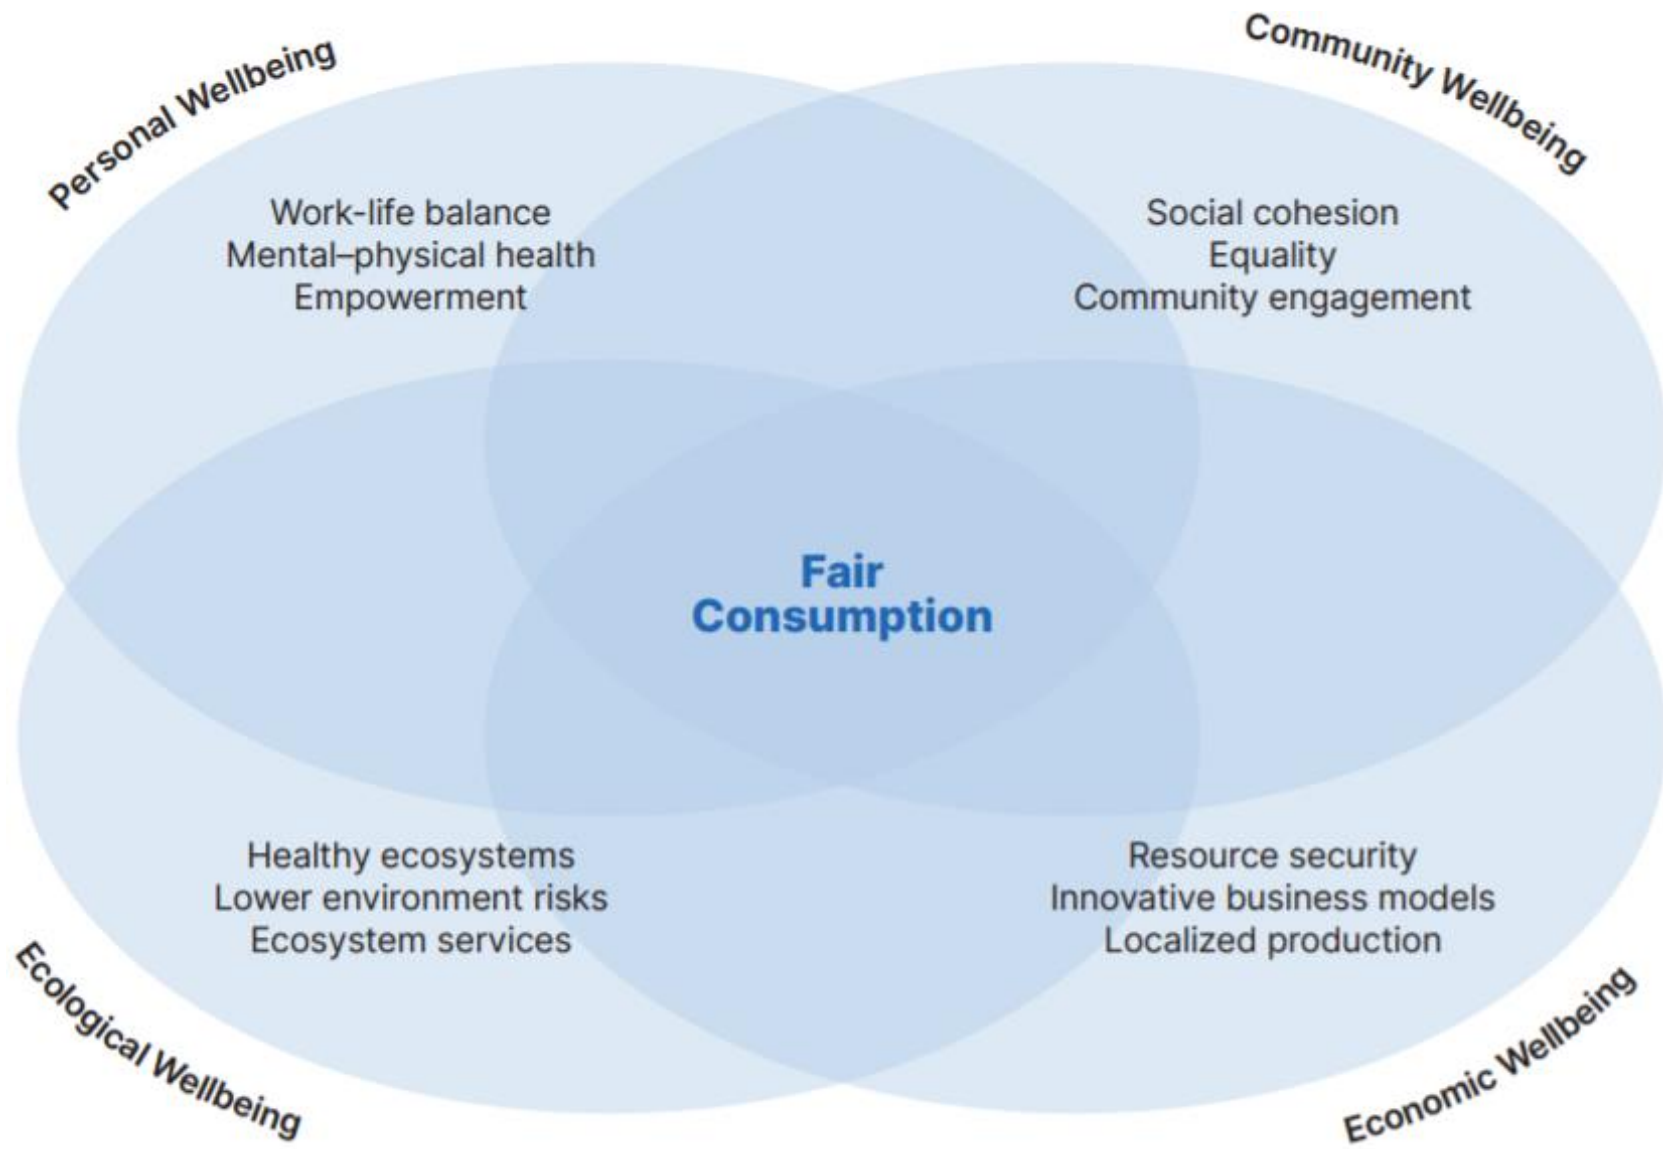 Personal Wellbeing
Community Wellbeing
Work-life balance
Mental–physical health
Empowerment
Social cohesion
Equality
Community engagement
Fair
Consumption
Healthy ecosystems
Lower environment risks
Ecosystem services
Resource security
Innovative business models
Localized production
Ecological Wellbeing
Economic Wellbeing